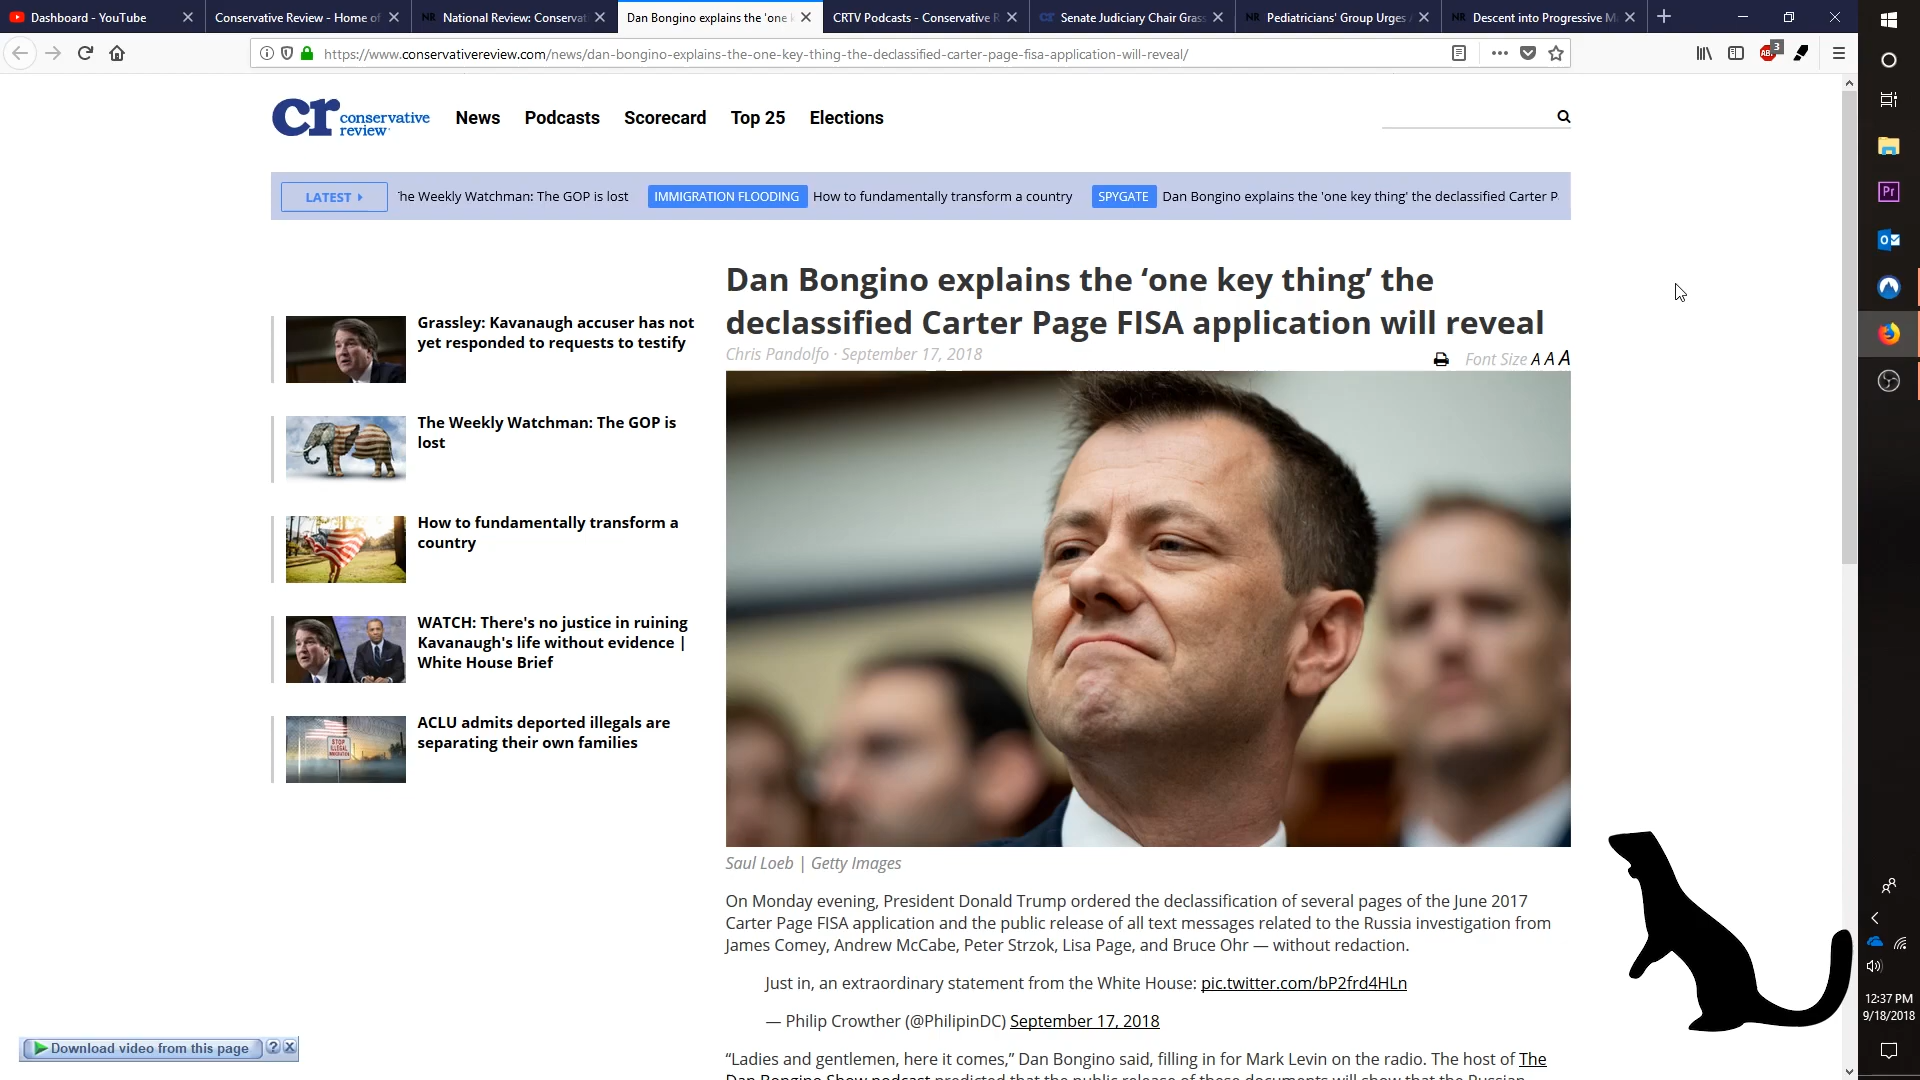 Dashboard - YouTube
Conservative Review - Home of
National Review: Conservat
Dan Bongino explains the 'one k
CRTV Podcasts - Conservative R
Senate Judiciary Chair Gras
Pediatricians' Group Urges
Descent into Progressive M
https://www.conservativereview.com/news/dan-bongino-explains-the-one-key-thing-the-declassified-carter-page-fisa-application-will-reveal/
ABP 3
cr conservative
review
News Podcasts Scorecard Top 25 Elections
LATEST
The Weekly Watchman: The GOP is lost IMMIGRATION FLOODING How to fundamentally transform a country SPYGATE Dan Bongino explains the 'one key thing' the declassified Carter P
Dan Bongino explains the ‘one key thing’ the
declassified Carter Page FISA application will reveal
Chris Pandolfo · September 17, 2018
Font Size A A A
Grassley: Kavanaugh accuser has not
yet responded to requests to testify
The Weekly Watchman: The GOP is
lost
How to fundamentally transform a
country
WATCH: There's no justice in ruining
Kavanaugh's life without evidence |
White House Brief
STOP
ILLEGAL
IMMIGRATION
ACLU admits deported illegals are
separating their own families
Saul Loeb | Getty Images
On Monday evening, President Donald Trump ordered the declassification of several pages of the June 2017
Carter Page FISA application and the public release of all text messages related to the Russia investigation from
James Comey, Andrew McCabe, Peter Strzok, Lisa Page, and Bruce Ohr — without redaction.
Just in, an extraordinary statement from the White House: pic.twitter.com/bP2frd4HLn
— Philip Crowther (@PhilipinDC) September 17, 2018
“Ladies and gentlemen, here it comes,” Dan Bongino said, filling in for Mark Levin on the radio. The host of The
Dan Bongino Show podcast predicted that the public release of these documents will show that the Russian
Download video from this page
Pr
12:37 PM
9/18/2018